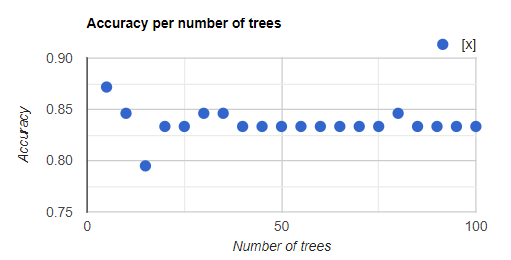 Accuracy per number of trees
[x]
0.90
0.85
0.80
0.75
Accuracy
0
50
100
Number of trees